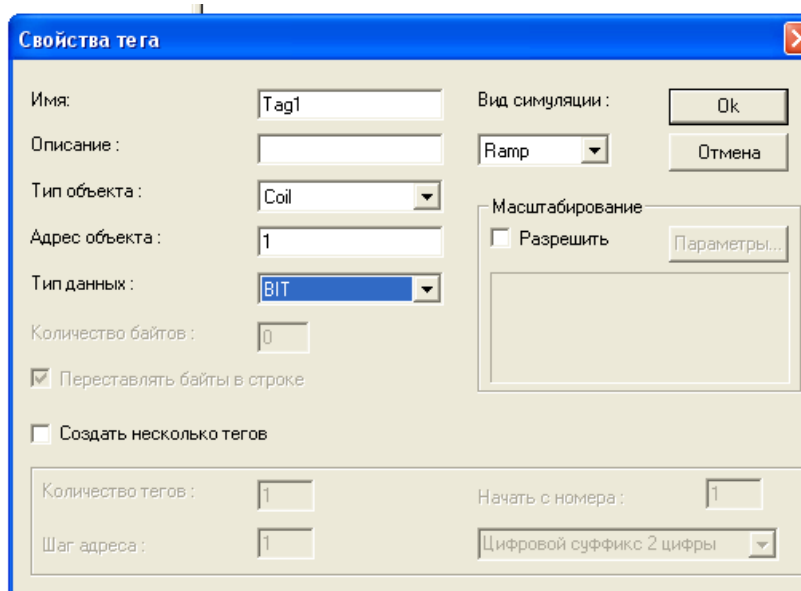 Свойства тега
Имя: Tag1 Вид симуляции : Ok
Описание : Ramp Отмена
Тип объекта : Coil Масштабирование
Адрес объекта : 1 Разрешить Параметры...
Тип данных : BIT
Количество байтов : 0
Переставлять байты в строке
Создать несколько тегов
Количество тегов : 1 Начать с номера : 1
Шаг адреса : 1 Цифровой суффикс 2 цифры